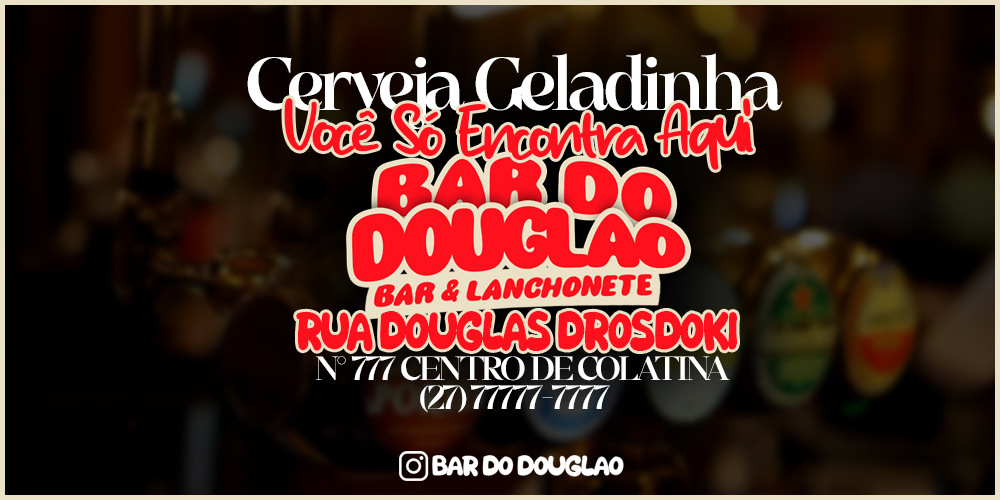 Cerveja Geladinha
Você Só Encontra Aqui
BAR DO
DOUGLAO
BAR & LANCHONETE
RUA DOUGLAS DROSDOKI
N° 777 CENTRO DE COLATINA
(27) 77777-7777
BAR DO DOUGLAO